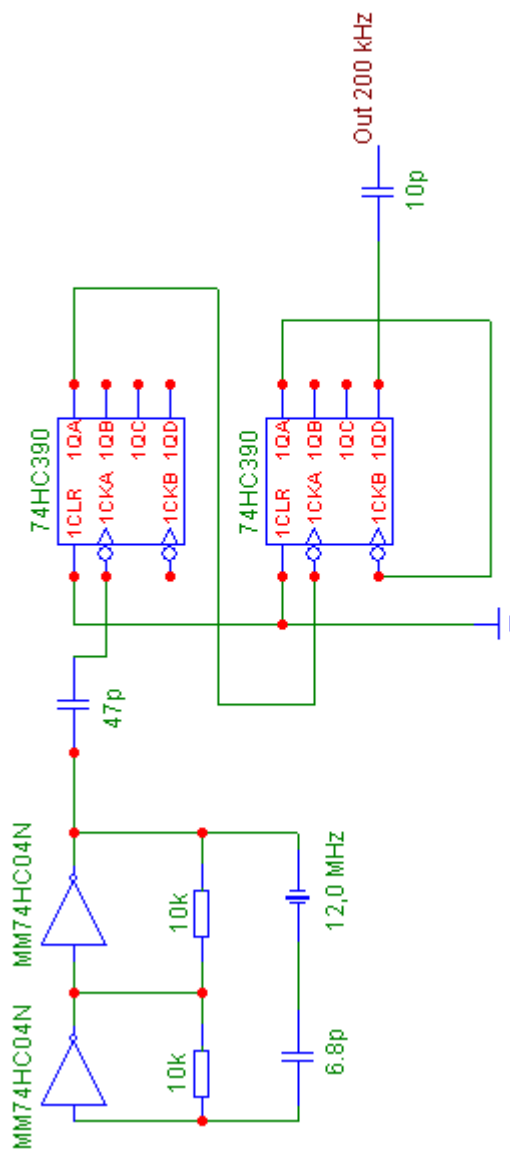 MM74HC04N
MM74HC04N
10k
10k
6.8p
12,0 MHz
47p
74HC390
1CLR 1QA
1CKA 1QB
1QC
1CKB 1QD
74HC390
1CLR 1QA
1CKA 1QB
1QC
1CKB 1QD
10p
Out 200 kHz